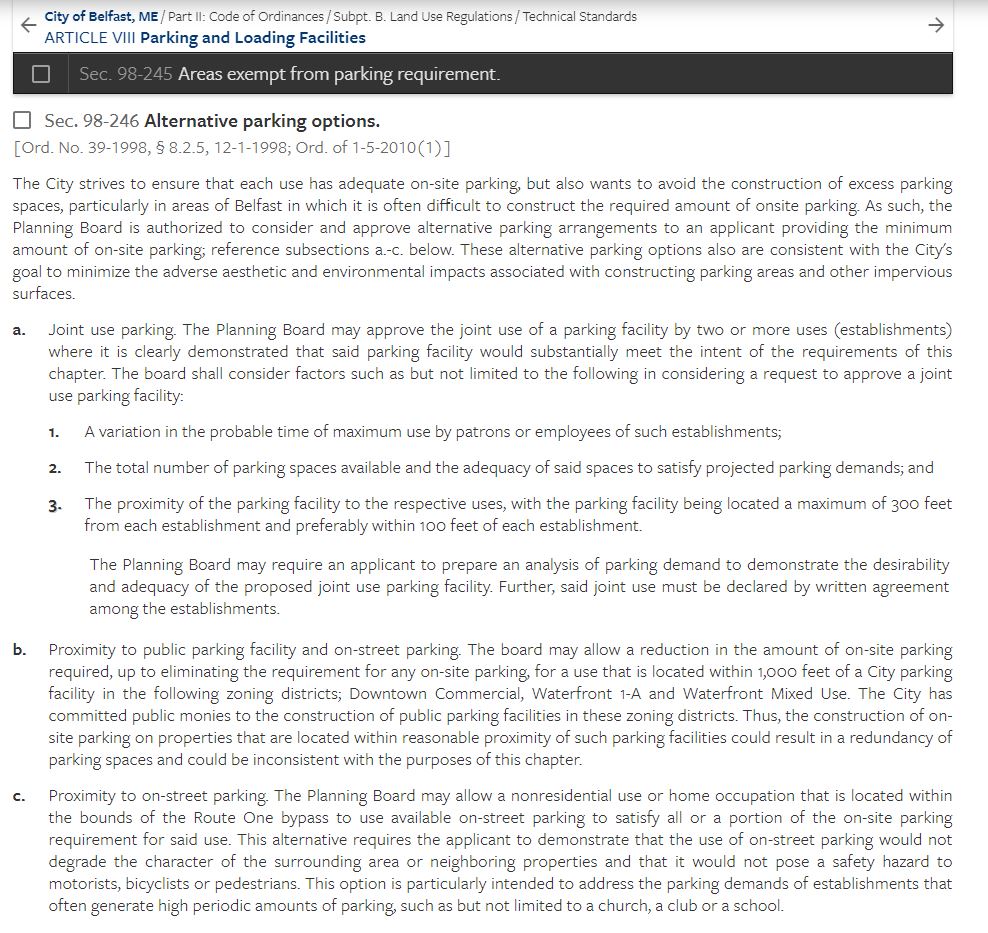 City of Belfast, ME / Part II: Code of Ordinances / Subpt. B. Land Use Regulations / Technical Standards
ARTICLE VIII Parking and Loading Facilities
Sec. 98-245 Areas exempt from parking requirement.
Sec. 98-246 Alternative parking options.
[Ord. No. 39-1998, § 8.2.5, 12-1-1998; Ord. of 1-5-2010(1)]
The City strives to ensure that each use has adequate on-site parking, but also wants to avoid the construction of excess parking
spaces, particularly in areas of Belfast in which it is often difficult to construct the required amount of onsite parking. As such, the
Planning Board is authorized to consider and approve alternative parking arrangements to an applicant providing the minimum
amount of on-site parking; reference subsections a.-c. below. These alternative parking options also are consistent with the City's
goal to minimize the adverse aesthetic and environmental impacts associated with constructing parking areas and other impervious
surfaces.
a. Joint use parking. The Planning Board may approve the joint use of a parking facility by two or more uses (establishments)
where it is clearly demonstrated that said parking facility would substantially meet the intent of the requirements of this
chapter. The board shall consider factors such as but not limited to the following in considering a request to approve a joint
use parking facility:
1. A variation in the probable time of maximum use by patrons or employees of such establishments;
2. The total number of parking spaces available and the adequacy of said spaces to satisfy projected parking demands; and
3. The proximity of the parking facility to the respective uses, with the parking facility being located a maximum of 300 feet
from each establishment and preferably within 100 feet of each establishment.
The Planning Board may require an applicant to prepare an analysis of parking demand to demonstrate the desirability
and adequacy of the proposed joint use parking facility. Further, said joint use must be declared by written agreement
among the establishments.
b. Proximity to public parking facility and on-street parking. The board may allow a reduction in the amount of on-site parking
required, up to eliminating the requirement for any on-site parking, for a use that is located within 1,000 feet of a City parking
facility in the following zoning districts; Downtown Commercial, Waterfront 1-A and Waterfront Mixed Use. The City has
committed public monies to the construction of public parking facilities in these zoning districts. Thus, the construction of on-
site parking on properties that are located within reasonable proximity of such parking facilities could result in a redundancy of
parking spaces and could be inconsistent with the purposes of this chapter.
c. Proximity to on-street parking. The Planning Board may allow a nonresidential use or home occupation that is located within
the bounds of the Route One bypass to use available on-street parking to satisfy all or a portion of the on-site parking
requirement for said use. This alternative requires the applicant to demonstrate that the use of on-street parking would not
degrade the character of the surrounding area or neighboring properties and that it would not pose a safety hazard to
motorists, bicyclists or pedestrians. This option is particularly intended to address the parking demands of establishments that
often generate high periodic amounts of parking, such as but not limited to a church, a club or a school.